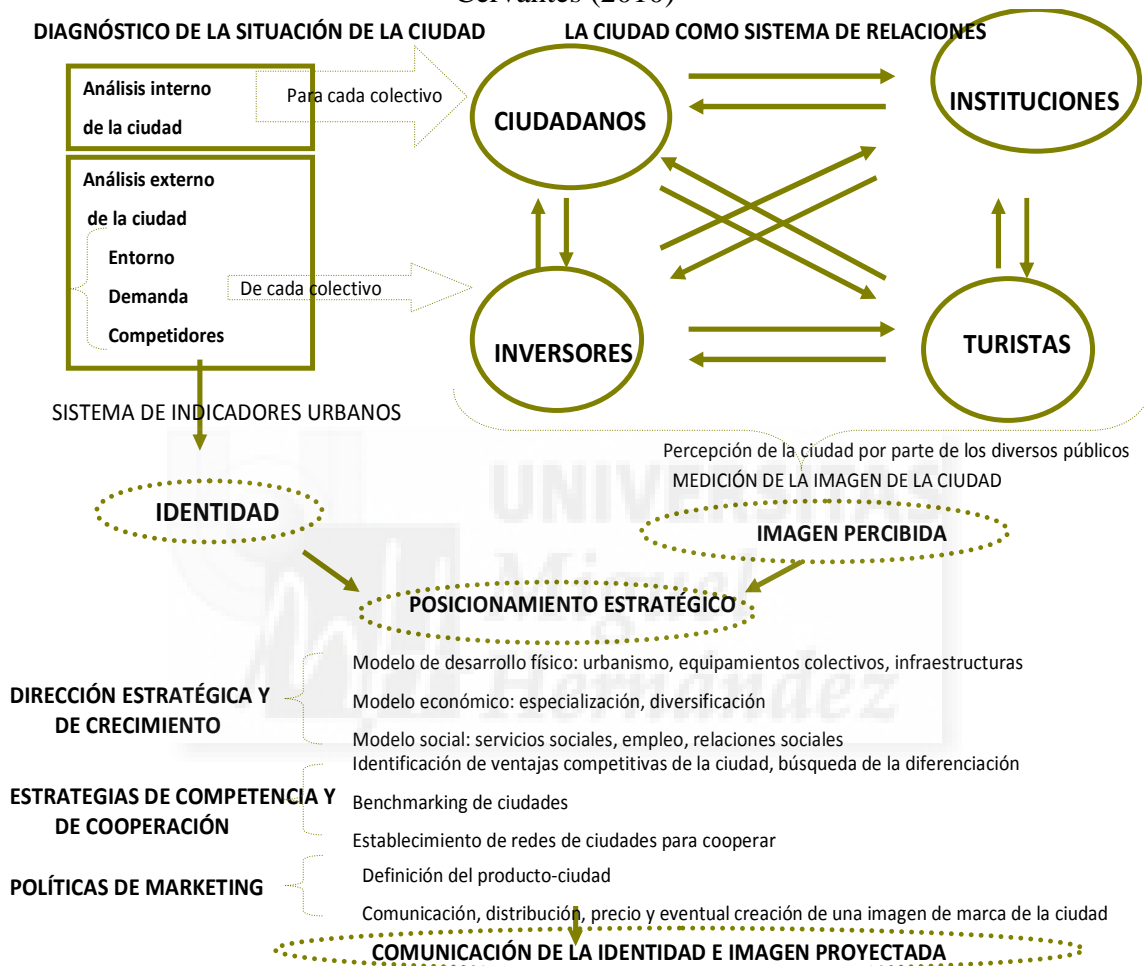 Cervantes (2010)
DIAGNÓSTICO DE LA SITUACIÓN DE LA CIUDAD
LA CIUDAD COMO SISTEMA DE RELACIONES
Análisis interno
de la ciudad
Para cada colectivo
CIUDADANOS
INSTITUCIONES
Análisis externo
de la ciudad
Entorno
Demanda
Competidores
De cada colectivo
INVERSORES
TURISTAS
SISTEMA DE INDICADORES URBANOS
Percepción de la ciudad por parte de los diversos públicos
MEDICIÓN DE LA IMAGEN DE LA CIUDAD
UNIVERSITAS
Miguel
Hernández
IDENTIDAD
IMAGEN PERCIBIDA
POSICIONAMIENTO ESTRATÉGICO
DIRECCIÓN ESTRATÉGICA Y
DE CRECIMIENTO
Modelo de desarrollo físico: urbanismo, equipamientos colectivos, infraestructuras
Modelo económico: especialización, diversificación
Modelo social: servicios sociales, empleo, relaciones sociales
ESTRATEGIAS DE COMPETENCIA Y
DE COOPERACIÓN
Identificación de ventajas competitivas de la ciudad, búsqueda de la diferenciación
Benchmarking de ciudades
Establecimiento de redes de ciudades para cooperar
POLÍTICAS DE MARKETING
Definición del producto-ciudad
Comunicación, distribución, precio y eventual creación de una imagen de marca de la ciudad
COMUNICACIÓN DE LA IDENTIDAD E IMAGEN PROYECTADA